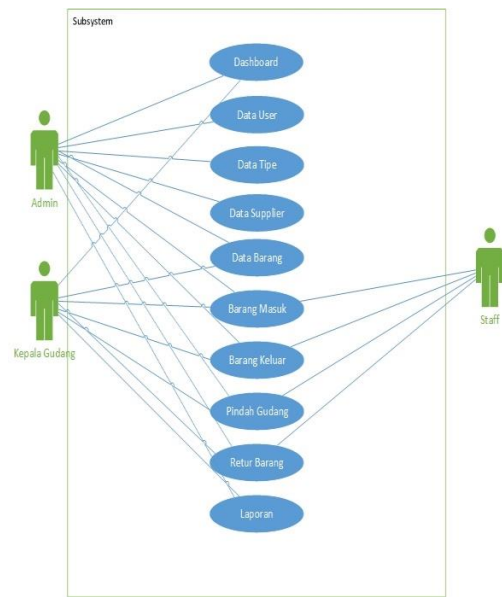 Subsystem
Dashboard
Data User
Data Tipe
Admin
Data Supplier
Data Barang
Barang Masuk
Staff
Kepala Gudang
Barang Keluar
Pindah Gudang
Retur Barang
Laporan